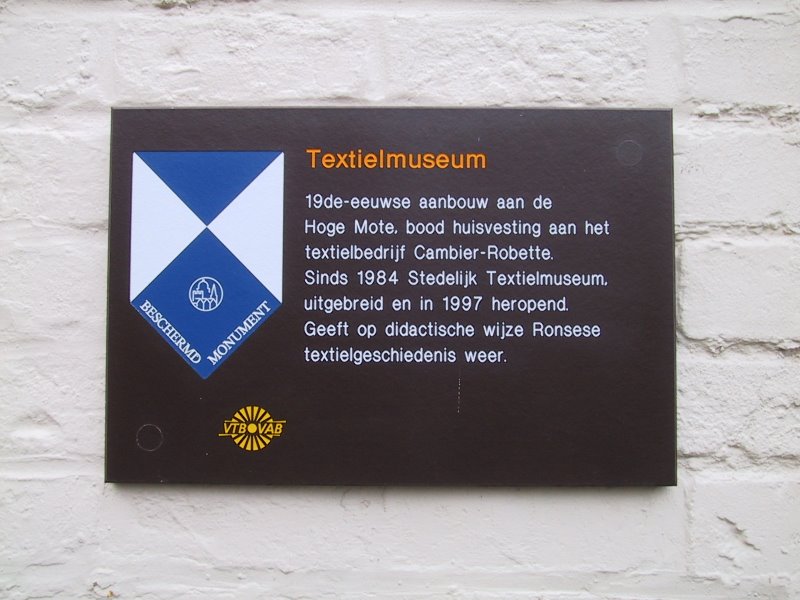 Textielmuseum
19de-eeuwse aanbouw aan de
Hoge Mote, bood huisvesting aan het
textielbedrijf Cambier-Robette.
Sinds 1984 Stedelijk Textielmuseum,
uitgebreid en in 1997 heropend.
Geeft op didactische wijze Ronsese
textielgeschiedenis weer.
BESCHERMD MONUMENT
VTB VAB